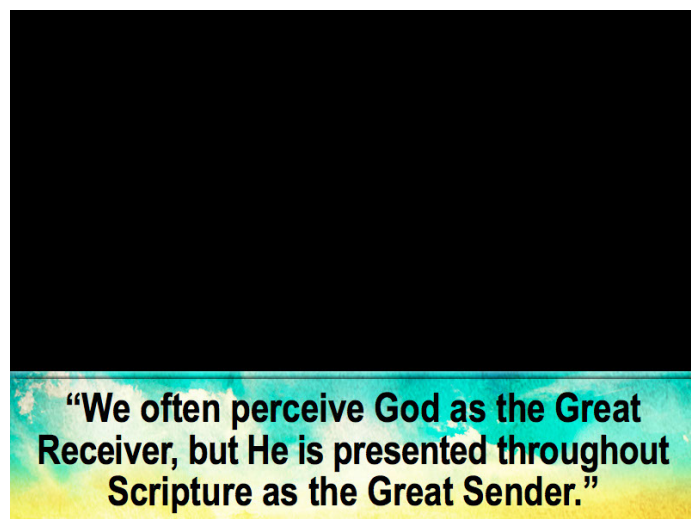 “We often perceive God as the Great
Receiver, but He is presented throughout
Scripture as the Great Sender.”